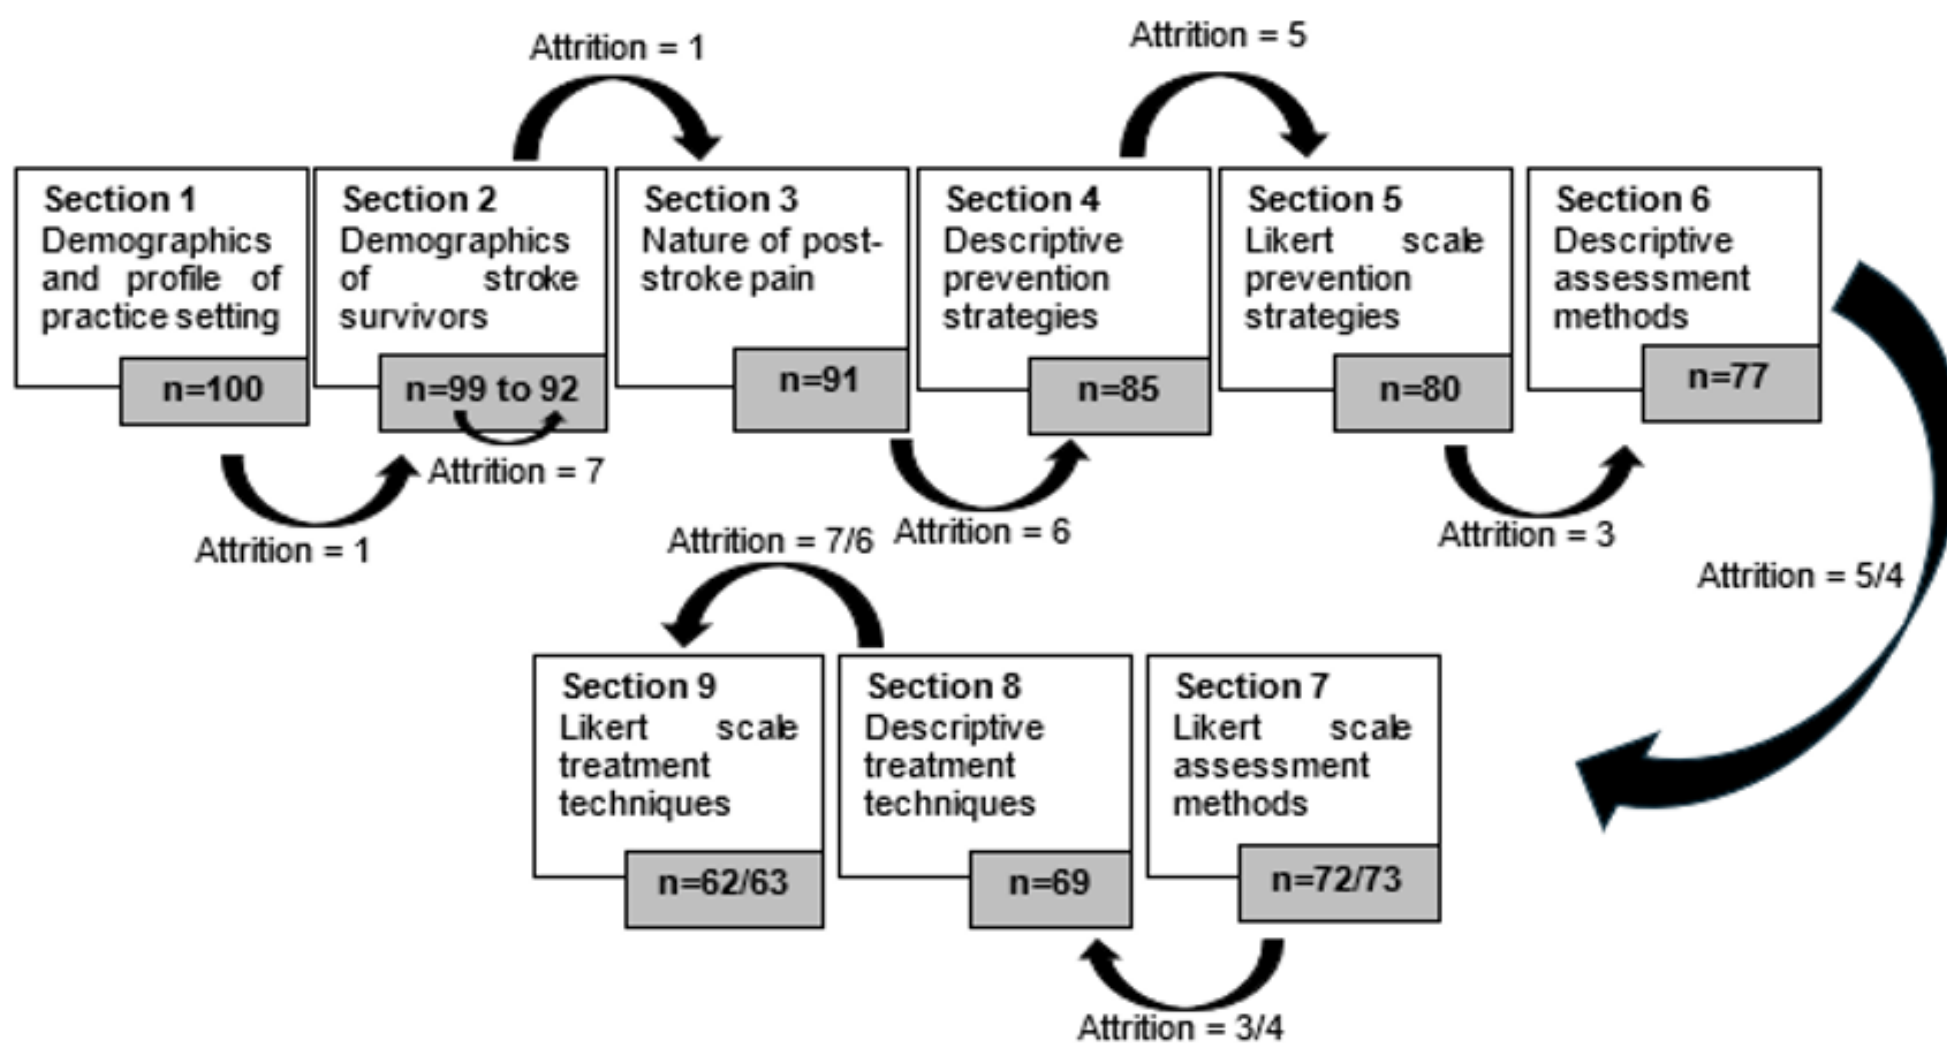 Attrition = 1
Attrition = 5
Section 1
Demographics
and profile of
practice setting
n=100
Section 2
Demographics
of stroke
survivors
n=99 to 92
Section 3
Nature of post-
stroke pain
n=91
Section 4
Descriptive
prevention
strategies
n=85
Section 5
Likert scale
prevention
strategies
n=80
Section 6
Descriptive
assessment
methods
n=77
Attrition = 1
Attrition = 7
Attrition = 6
Attrition = 3
Attrition = 5/4
Attrition = 7/6
Section 9
Likert scale
treatment
techniques
n=62/63
Section 8
Descriptive
treatment
techniques
n=69
Section 7
Likert scale
assessment
methods
n=72/73
Attrition = 3/4